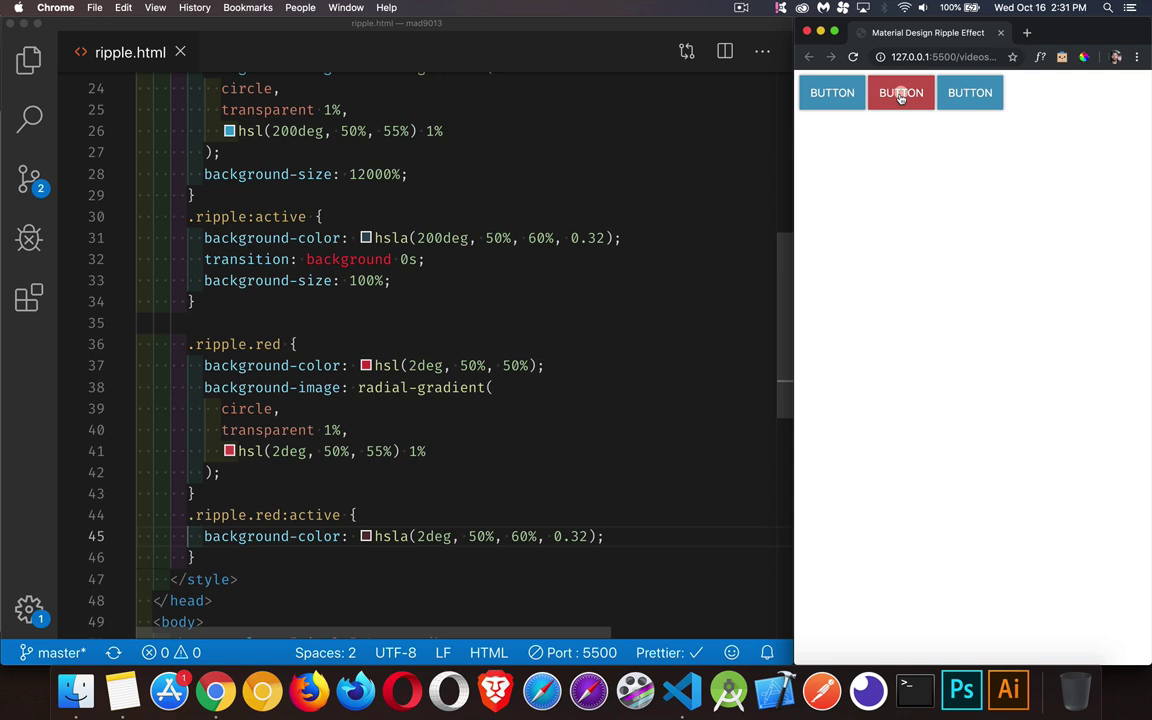 Chrome File Edit View History Bookmarks People Window Help 100% Wed Oct 16 2:31 PM
ripple.html — mad9013
Material Design Ripple Effect
ripple.html
127.0.0.1:5500/videos...
f?
BUTTON BUTTON BUTTON
24 circle,
25 transparent 1%,
26 hsl(200deg, 50%, 55%) 1%
27 );
28 background-size: 12000%;
29 }
30 .ripple:active {
31 background-color: hsla(200deg, 50%, 60%, 0.32);
32 transition: background 0s;
33 background-size: 100%;
34 }
35
36 .ripple.red {
37 background-color: hsl(2deg, 50%, 50%);
38 background-image: radial-gradient(
39 circle,
40 transparent 1%,
41 hsl(2deg, 50%, 55%) 1%
42 );
43 }
44 .ripple.red:active {
45 background-color: hsla(2deg, 50%, 60%, 0.32);
46 }
47 </style>
48 </head>
49 <body>
2
1
master* 0 0 Spaces: 2 UTF-8 LF HTML Port : 5500 Prettier: ✓
1
>_
Ps
Ai